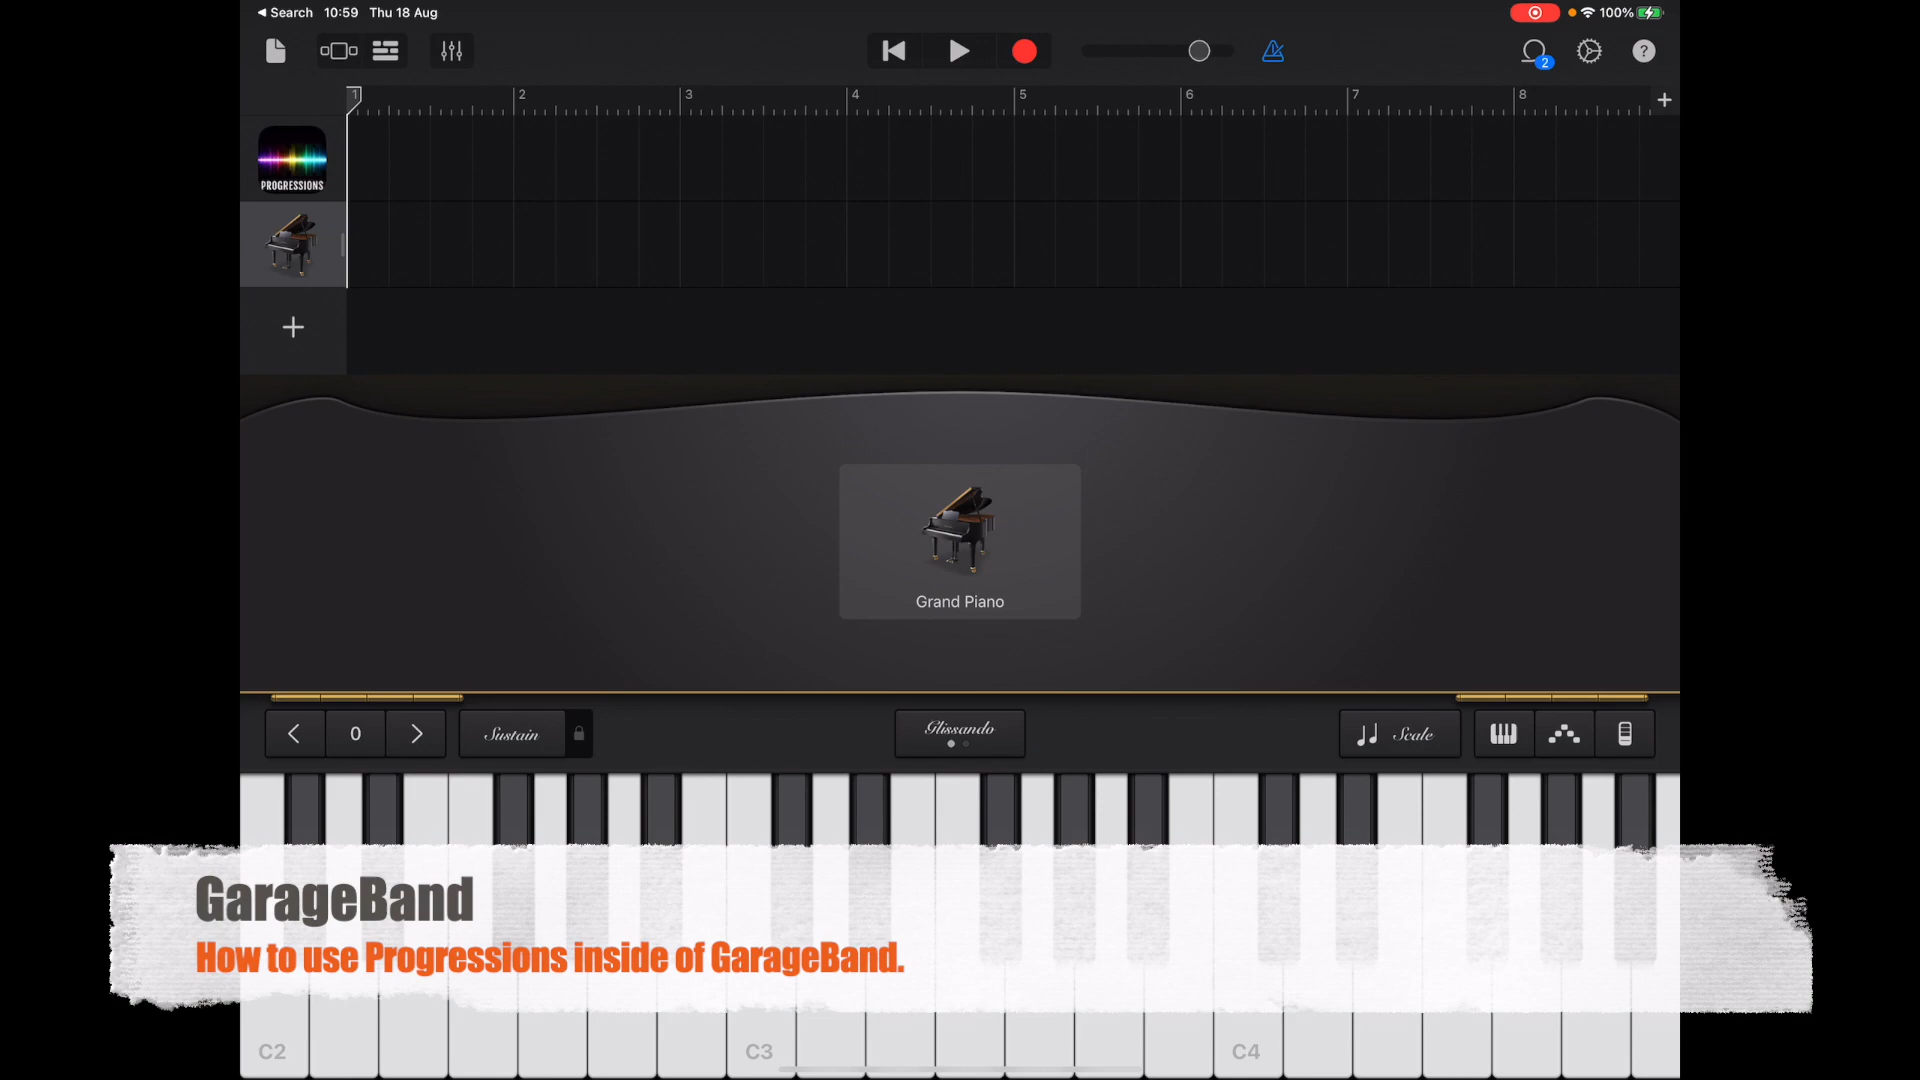 Search 10:59 Thu 18 Aug
100%
2
?
1 2 3 4 5 6 7 8
PROGRESSIONS
Grand Piano
0 Sustain Glissando Scale
GarageBand
How to use Progressions inside of GarageBand.
C2 C3 C4